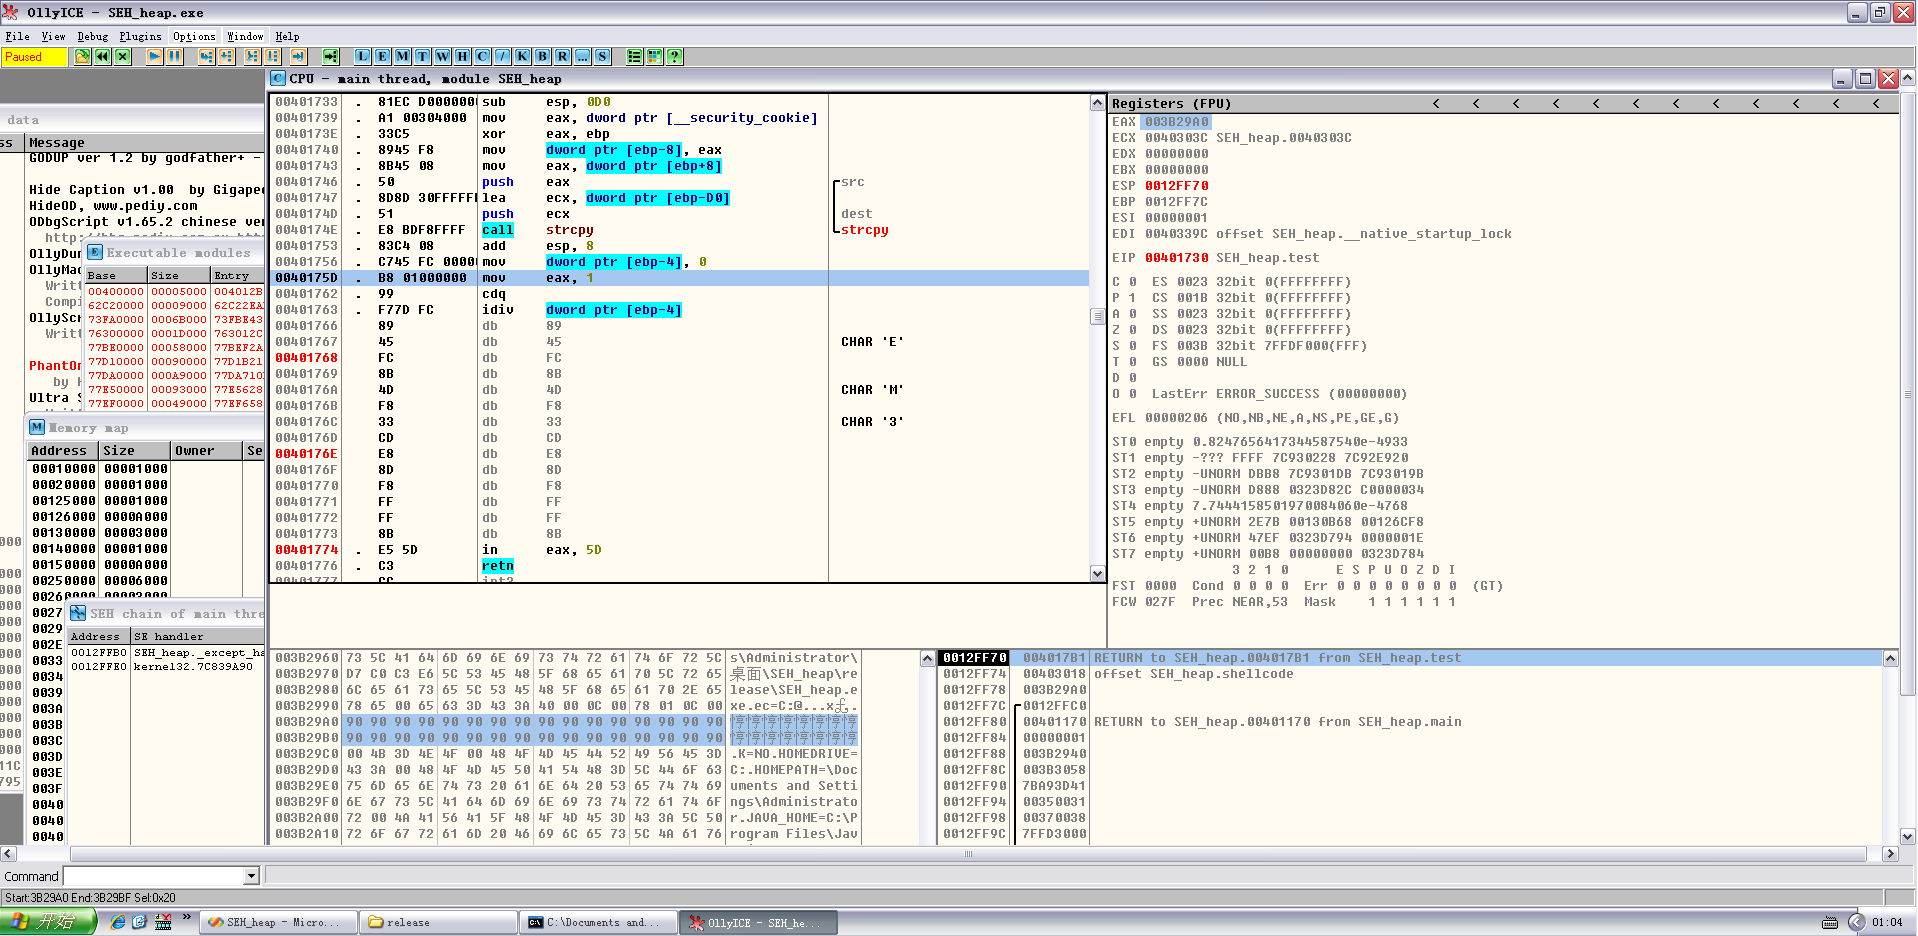 OllyICE - SEH_heap.exe
File View Debug Plugins Options Window Help
Paused
L E M T W H C / K B R ... S
?
data
ss Message
GODUP ver 1.2 by godfather+ -
Hide Caption v1.00  by Gigaped
HideOD, www.pediy.com
ODbgScript v1.65.2 chinese ver
OllyDum
OllyMac
Writt
Compi
OllyScr
Writt
PhantOm
by H
Ultra S
Executable modules
Base Size Entry
00400000 00005000 004012B
62C20000 00009000 62C22EA
73FA0000 0006B000 73FBE43
76300000 0001D000 763012C
77BE0000 00058000 77BEF2A
77D10000 00090000 77D1B21
77DA0000 000A9000 77DA710
77E50000 00093000 77E5628
77EF0000 00049000 77EF658
Memory map
Address Size Owner Se
00010000 00001000
00020000 00001000
00125000 00001000
00126000 0000A000
00130000 00003000
00140000 00001000
00150000 0000A000
00250000 00006000
00260000 00003000
0027
0029
002E
0033
0034
0039
003A
003B
003C
003D
003E
003F
0040
0040
0040
SEH chain of main thre
Address SE handler
0012FFB0 SEH_heap._except_ha
0012FFE0 kernel32.7C839A90
CPU - main thread, module SEH_heap
00401733 . 81EC D0000000 sub esp, 0D0
00401739 . A1 00304000 mov eax, dword ptr [__security_cookie]
0040173E . 33C5 xor eax, ebp
00401740 . 8945 F8 mov dword ptr [ebp-8], eax
00401743 . 8B45 08 mov eax, dword ptr [ebp+8]
00401746 . 50 push eax src
00401747 . 8D8D 30FFFFFF lea ecx, dword ptr [ebp-D0]
0040174D . 51 push ecx dest
0040174E . E8 BDF8FFFF call strcpy strcpy
00401753 . 83C4 08 add esp, 8
00401756 . C745 FC 00000 mov dword ptr [ebp-4], 0
0040175D . B8 01000000 mov eax, 1
00401762 . 99 cdq
00401763 . F77D FC idiv dword ptr [ebp-4]
00401766 89 db 89
00401767 45 db 45 CHAR 'E'
00401768 FC db FC
00401769 8B db 8B
0040176A 4D db 4D CHAR 'M'
0040176B F8 db F8
0040176C 33 db 33 CHAR '3'
0040176D CD db CD
0040176E E8 db E8
0040176F 8D db 8D
00401770 F8 db F8
00401771 FF db FF
00401772 FF db FF
00401773 8B db 8B
00401774 . E5 5D in eax, 5D
00401776 . C3 retn
00401777 CC int3
Registers (FPU) < < < < < < < < < < < <
EAX 003B29A0
ECX 0040303C SEH_heap.0040303C
EDX 00000000
EBX 00000000
ESP 0012FF70
EBP 0012FF7C
ESI 00000001
EDI 0040339C offset SEH_heap.__native_startup_lock
EIP 00401730 SEH_heap.test
C 0 ES 0023 32bit 0(FFFFFFFF)
P 1 CS 001B 32bit 0(FFFFFFFF)
A 0 SS 0023 32bit 0(FFFFFFFF)
Z 0 DS 0023 32bit 0(FFFFFFFF)
S 0 FS 003B 32bit 7FFDF000(FFF)
T 0 GS 0000 NULL
D 0
O 0 LastErr ERROR_SUCCESS (00000000)
EFL 00000206 (NO,NB,NE,A,NS,PE,GE,G)
ST0 empty 0.8247656417344587540e-4933
ST1 empty -??? FFFF 7C930228 7C92E920
ST2 empty -UNORM DBB8 7C9301DB 7C93019B
ST3 empty -UNORM D888 0323D82C C0000034
ST4 empty 7.7444158501970084060e-4768
ST5 empty +UNORM 2E7B 00130B68 00126CF8
ST6 empty +UNORM 47EF 0323D794 0000001E
ST7 empty +UNORM 00B8 00000000 0323D784
3 2 1 0 E S P U O Z D I
FST 0000 Cond 0 0 0 0 Err 0 0 0 0 0 0 0 0 (GT)
FCW 027F Prec NEAR,53 Mask 1 1 1 1 1 1
003B2960 73 5C 41 64 6D 69 6E 69 73 74 72 61 74 6F 72 5C s\Administrator\
003B2970 D7 C0 C3 E6 5C 53 45 48 5F 68 65 61 70 5C 72 65 桌面\SEH_heap\re
003B2980 6C 65 61 73 65 5C 53 45 48 5F 68 65 61 70 2E 65 lease\SEH_heap.e
003B2990 78 65 00 65 63 3D 43 3A 40 00 0C 00 78 01 0C 00 xe.ec=C:@...x
003B29A0 90 90 90 90 90 90 90 90 90 90 90 90 90 90 90 90
003B29B0 90 90 90 90 90 90 90 90 90 90 90 90 90 90 90 90
003B29C0 00 4B 3D 4E 4F 00 48 4F 4D 45 44 52 49 56 45 3D .K=NO.HOMEDRIVE=
003B29D0 43 3A 00 48 4F 4D 45 50 41 54 48 3D 5C 44 6F 63 C:.HOMEPATH=\Doc
003B29E0 75 6D 65 6E 74 73 20 61 6E 64 20 53 65 74 74 69 uments and Setti
003B29F0 6E 67 73 5C 41 64 6D 69 6E 69 73 74 72 61 74 6F ngs\Administrato
003B2A00 72 00 4A 41 56 41 5F 48 4F 4D 45 3D 43 3A 5C 50 r.JAVA_HOME=C:\P
003B2A10 72 6F 67 72 61 6D 20 46 69 6C 65 73 5C 4A 61 76 rogram Files\Jav
0012FF70 004017B1 RETURN to SEH_heap.004017B1 from SEH_heap.test
0012FF74 00403018 offset SEH_heap.shellcode
0012FF78 003B29A0
0012FF7C 0012FFC0
0012FF80 00401170 RETURN to SEH_heap.00401170 from SEH_heap.main
0012FF84 00000001
0012FF88 003B2940
0012FF8C 003B3058
0012FF90 7BA93D41
0012FF94 00350031
0012FF98 00370038
0012FF9C 7FFD3000
Command
Start:3B29A0 End:3B29BF Sel:0x20
开始 SEH_heap - Micro... release C:\Documents and... OllyICE - SEH_he... 01:04